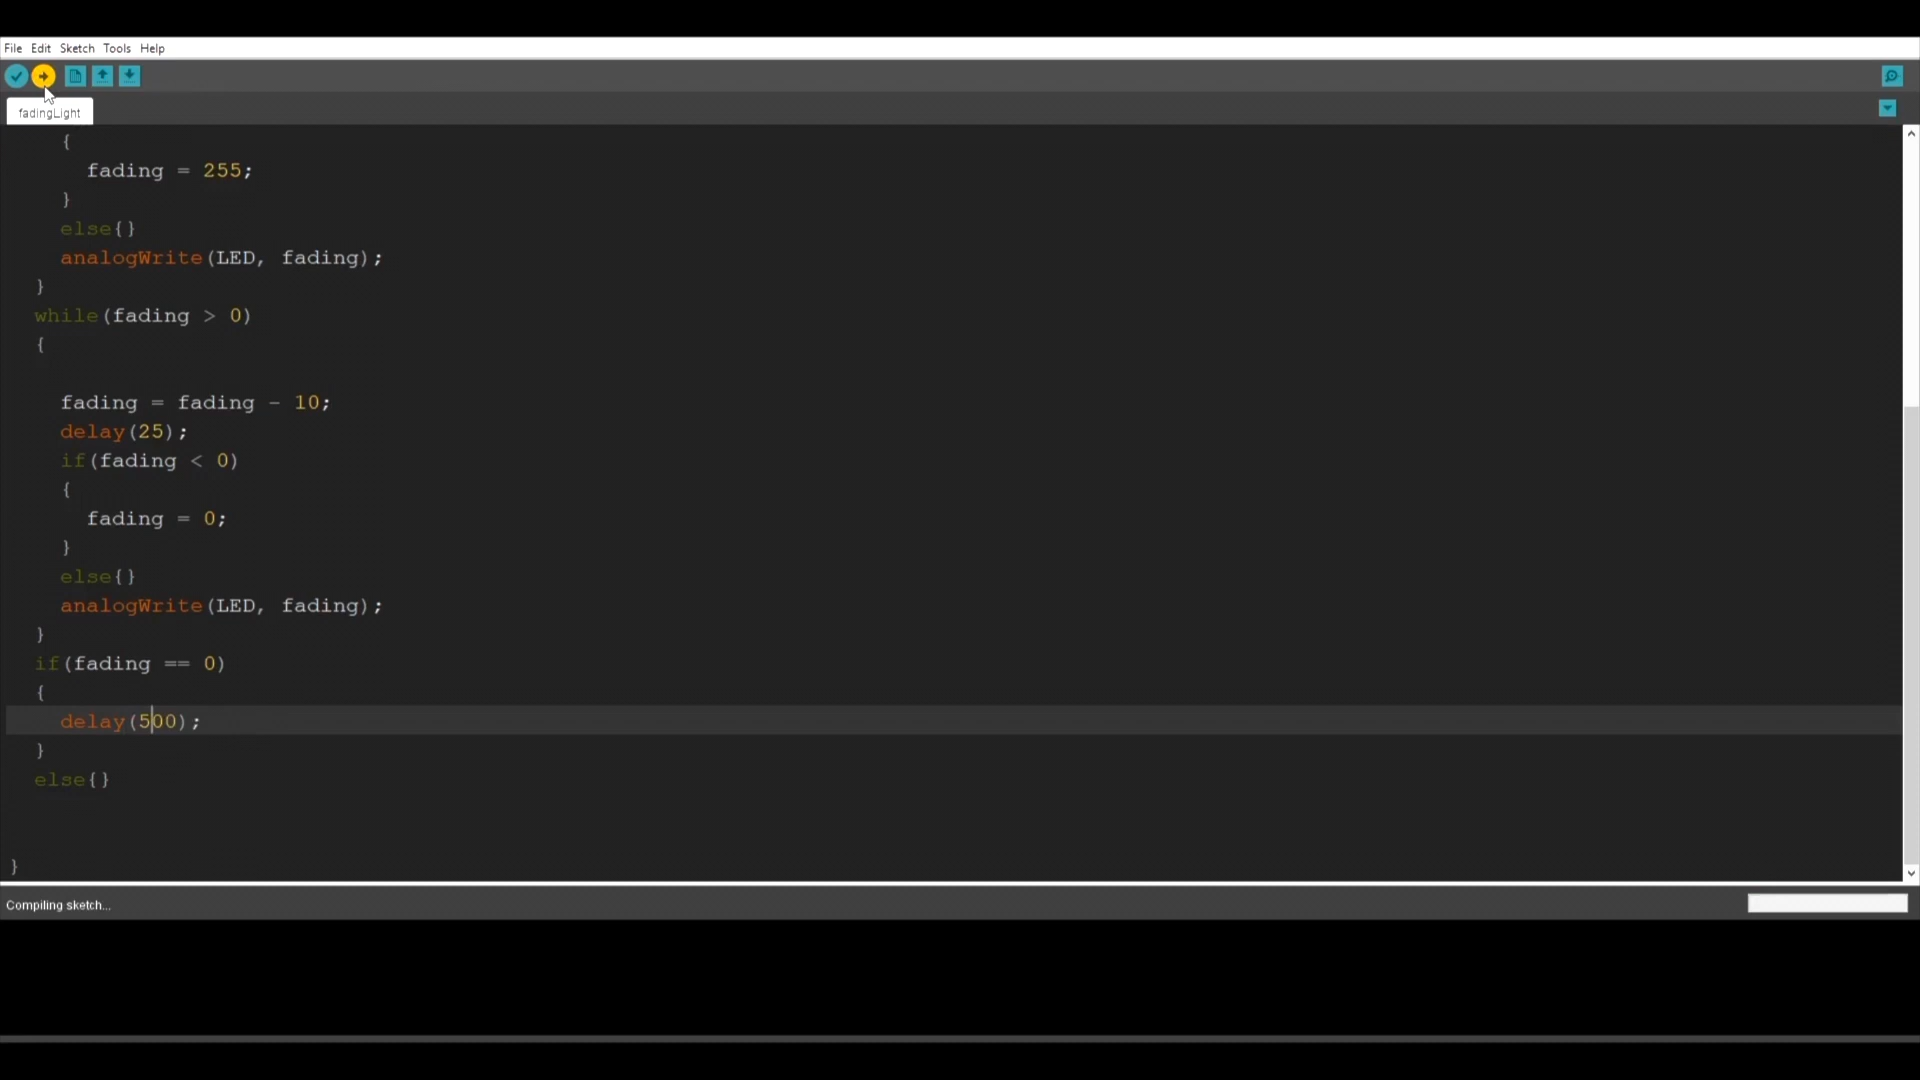 File Edit Sketch Tools Help
fadingLight
{
fading = 255;
}
else{}
analogWrite(LED, fading);
}
while(fading > 0)
{
fading = fading - 10;
delay(25);
if(fading < 0)
{
fading = 0;
}
else{}
analogWrite(LED, fading);
}
if(fading == 0)
{
delay(500);
}
else{}
}
Compiling sketch...